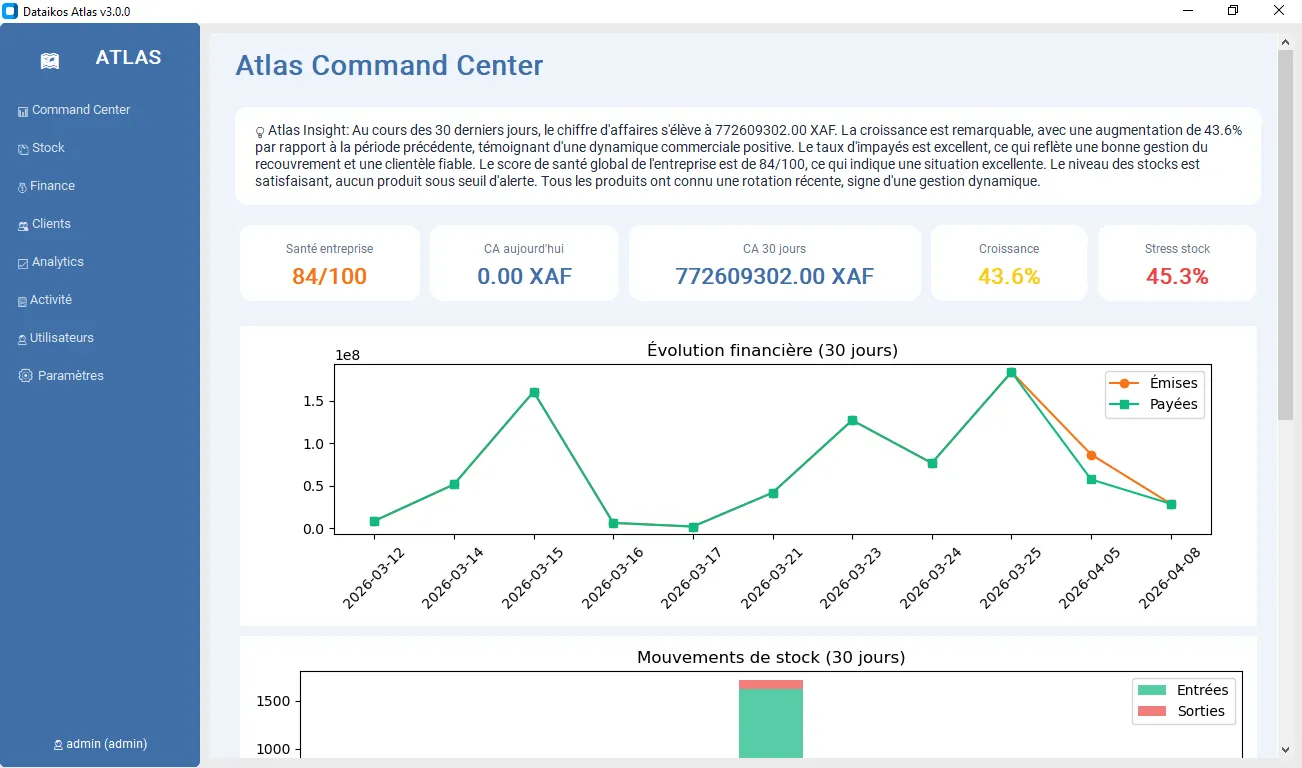 Dataikos Atlas v3.0.0
ATLAS
Command Center
Stock
Finance
Clients
Analytics
Activité
Utilisateurs
Paramètres
admin (admin)
Atlas Command Center
Atlas Insight: Au cours des 30 derniers jours, le chiffre d'affaires s'élève à 772609302.00 XAF. La croissance est remarquable, avec une augmentation de 43.6%
par rapport à la période précédente, témoignant d'une dynamique commerciale positive. Le taux d'impayés est excellent, ce qui reflète une bonne gestion du
recouvrement et une clientèle fiable. Le score de santé global de l'entreprise est de 84/100, ce qui indique une situation excellente. Le niveau des stocks est
satisfaisant, aucun produit sous seuil d'alerte. Tous les produits ont connu une rotation récente, signe d'une gestion dynamique.
Santé entreprise
84/100
CA aujourd'hui
0.00 XAF
CA 30 jours
772609302.00 XAF
Croissance
43.6%
Stress stock
45.3%
Évolution financière (30 jours)
1e8
1.5
1.0
0.5
0.0
Émises
Payées
2026-03-12
2026-03-14
2026-03-15
2026-03-16
2026-03-17
2026-03-21
2026-03-23
2026-03-24
2026-03-25
2026-04-05
2026-04-08
Mouvements de stock (30 jours)
1500
1000
Entrées
Sorties